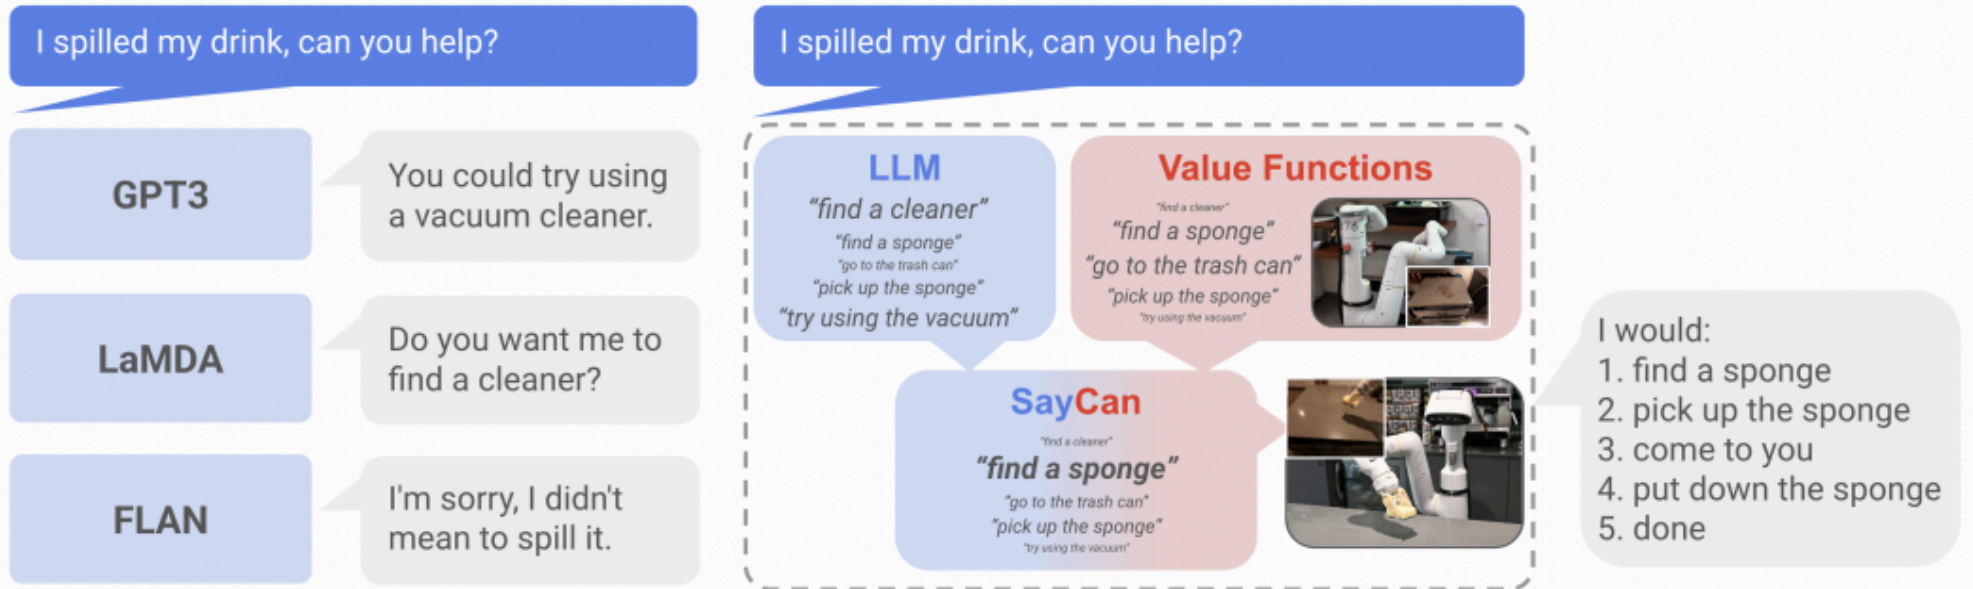 I spilled my drink, can you help?
GPT3
You could try using
a vacuum cleaner.
LaMDA
Do you want me to
find a cleaner?
FLAN
I'm sorry, I didn't
mean to spill it.
I spilled my drink, can you help?
LLM
“find a cleaner”
“find a sponge”
“go to the trash can”
“pick up the sponge”
“try using the vacuum”
Value Functions
“find a cleaner”
“find a sponge”
“go to the trash can”
“pick up the sponge”
“try using the vacuum”
SayCan
“find a cleaner”
“find a sponge”
“go to the trash can”
“pick up the sponge”
“try using the vacuum”
I would:
1. find a sponge
2. pick up the sponge
3. come to you
4. put down the sponge
5. done